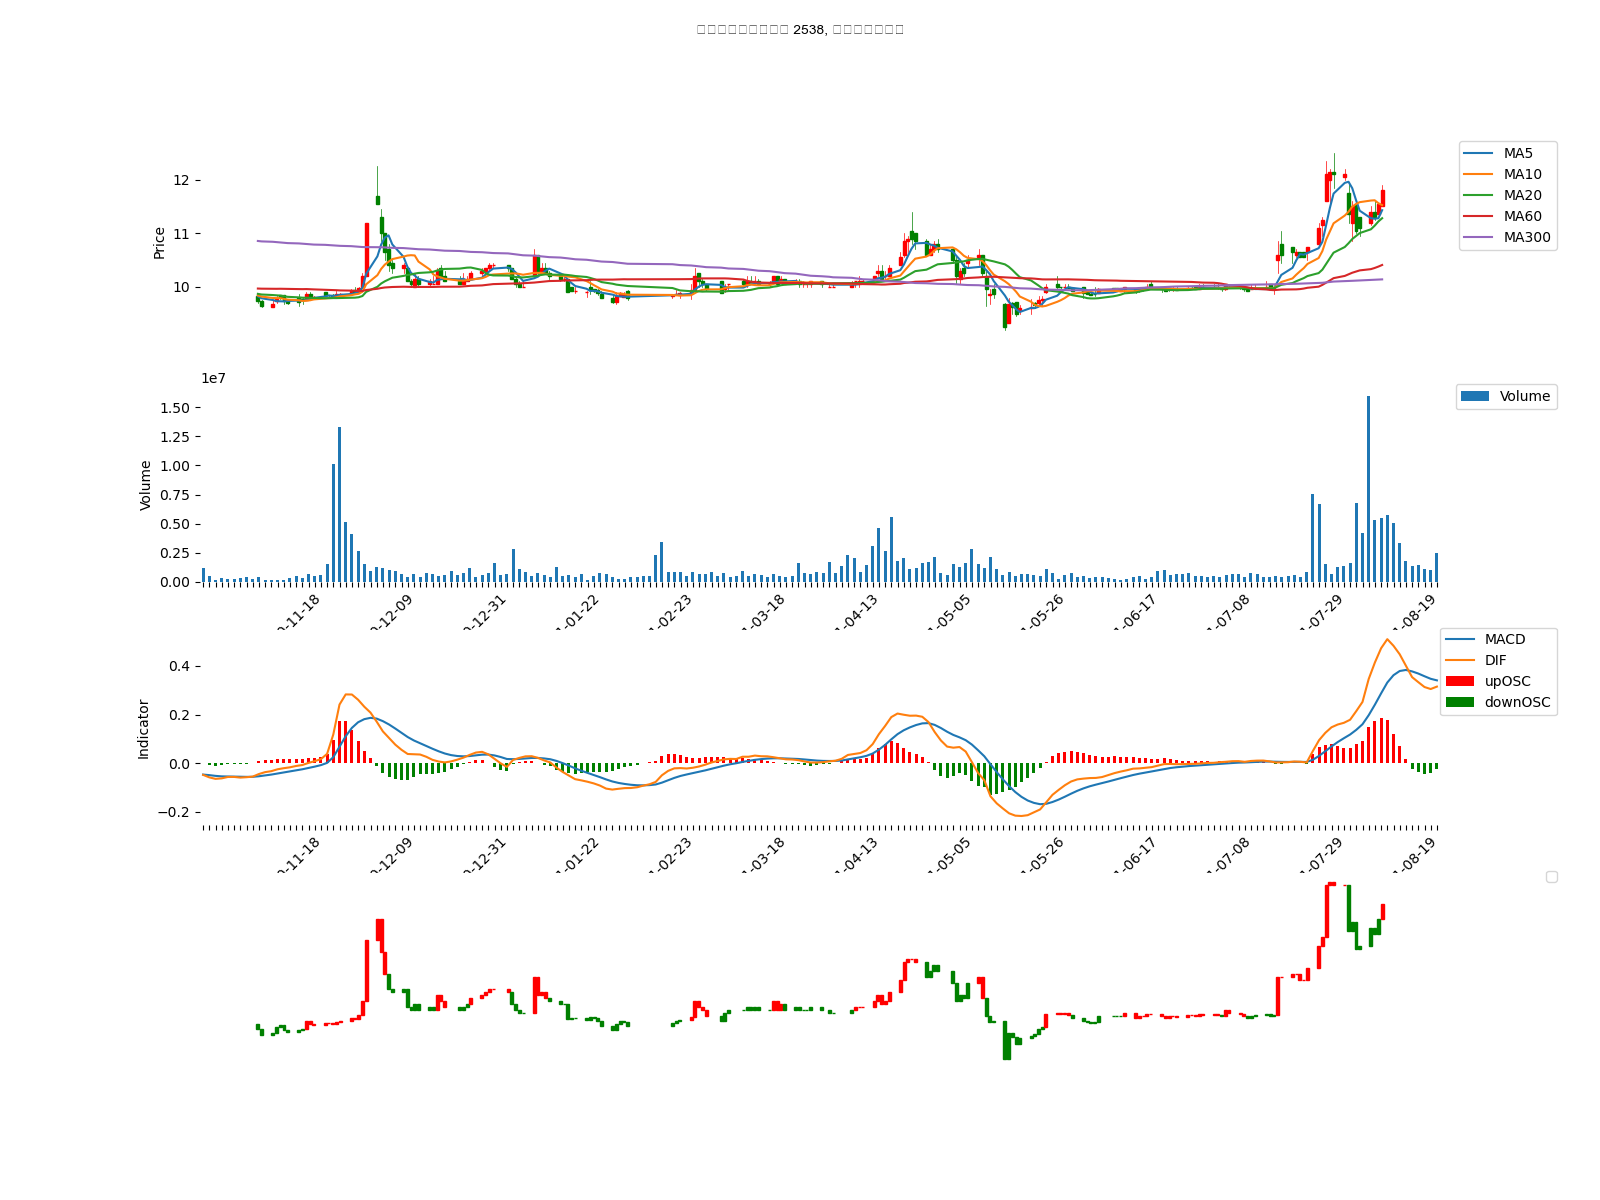 2538,
12
11
10
Price
MA5
MA10
MA20
MA60
MA300
1e7
1.50
1.25
1.00
0.75
0.50
0.25
0.00
Volume
Volume
-11-18
-12-09
-12-31
-01-22
-02-23
-03-18
-04-13
-05-05
-05-26
-06-17
-07-08
-07-29
-08-19
0.4
0.2
0.0
−0.2
Indicator
MACD
DIF
upOSC
downOSC
-11-18
-12-09
-12-31
-01-22
-02-23
-03-18
-04-13
-05-05
-05-26
-06-17
-07-08
-07-29
-08-19